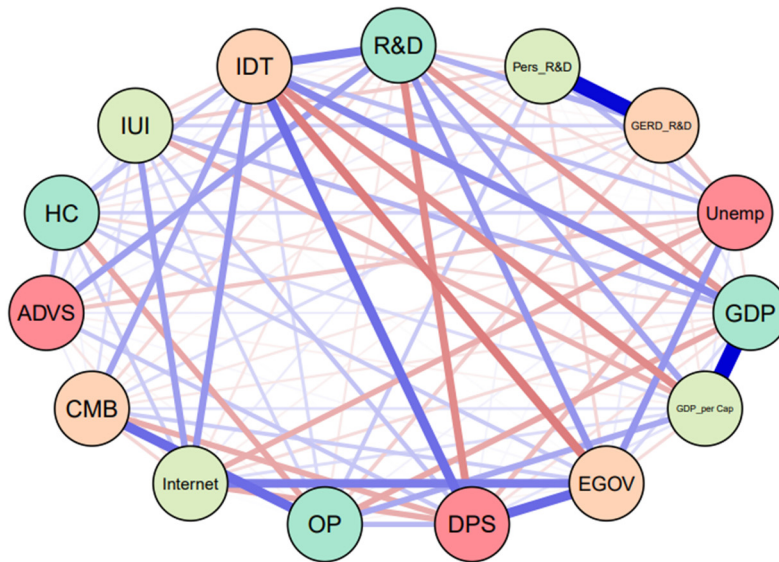 R&D
IDT
Pers_R&D
GERD_R&D
IUI
HC
Unemp
ADVS
GDP
CMB
GDP_per Cap
Internet
EGOV
OP
DPS